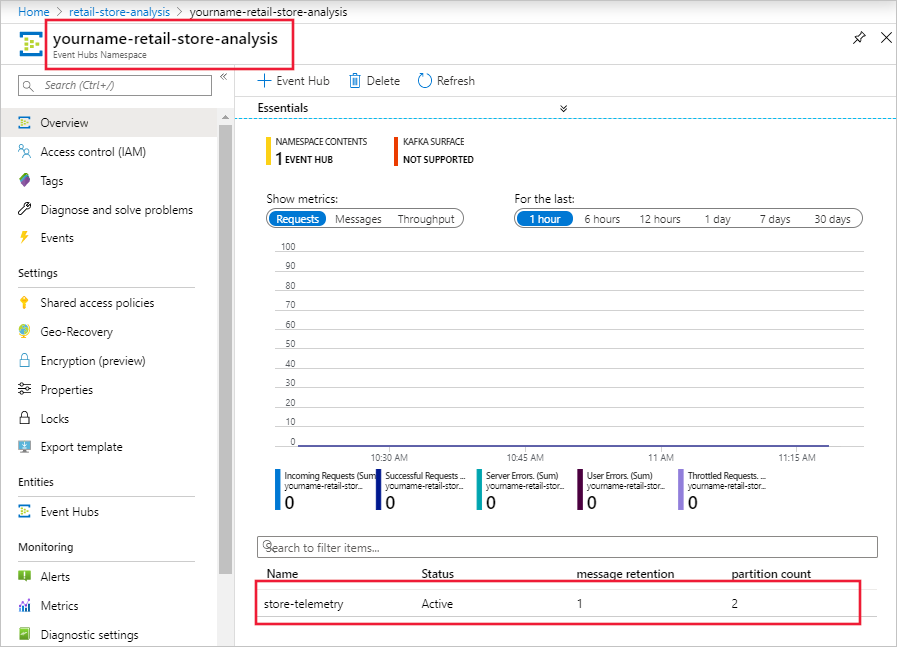 Home > retail-store-analysis > yourname-retail-store-analysis
yourname-retail-store-analysis
Event Hubs Namespace
Search (Ctrl+/)
«
Overview
Access control (IAM)
Tags
Diagnose and solve problems
Events
Settings
Shared access policies
Geo-Recovery
Encryption (preview)
Properties
Locks
Export template
Entities
Event Hubs
Monitoring
Alerts
Metrics
Diagnostic settings
+ Event Hub Delete Refresh
Essentials
NAMESPACE CONTENTS
1 EVENT HUB
KAFKA SURFACE
NOT SUPPORTED
Show metrics:
Requests Messages Throughput
For the last:
1 hour 6 hours 12 hours 1 day 7 days 30 days
100
90
80
70
60
50
40
30
20
10
0
10:30 AM 10:45 AM 11 AM 11:15 AM
Incoming Requests (Sum)
yourname-retail-stor...
0
Successful Requests ...
yourname-retail-stor...
0
Server Errors. (Sum)
yourname-retail-stor...
0
User Errors. (Sum)
yourname-retail-stor...
0
Throttled Requests. ...
yourname-retail-stor...
0
Search to filter items...
Name Status message retention partition count
store-telemetry Active 1 2